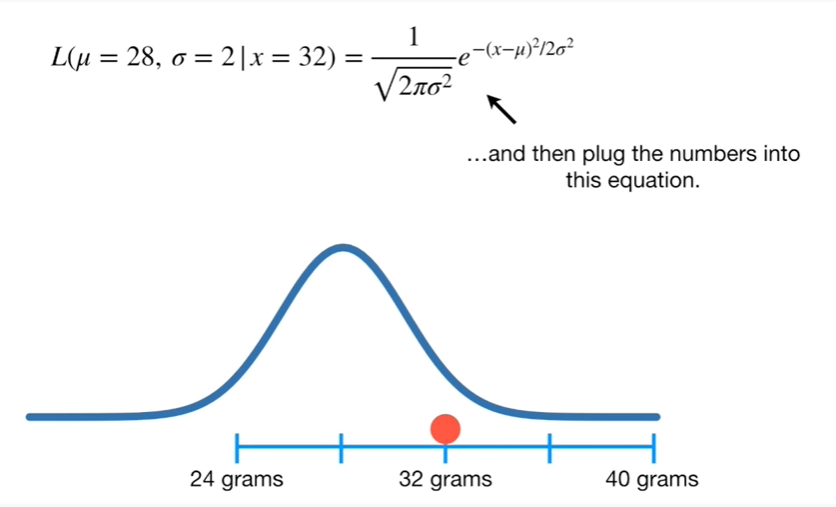 L(μ = 28, σ = 2 | x = 32) = 1/√(2πσ²) e^(−(x−μ)²/2σ²)
…and then plug the numbers into
this equation.
24 grams 32 grams 40 grams